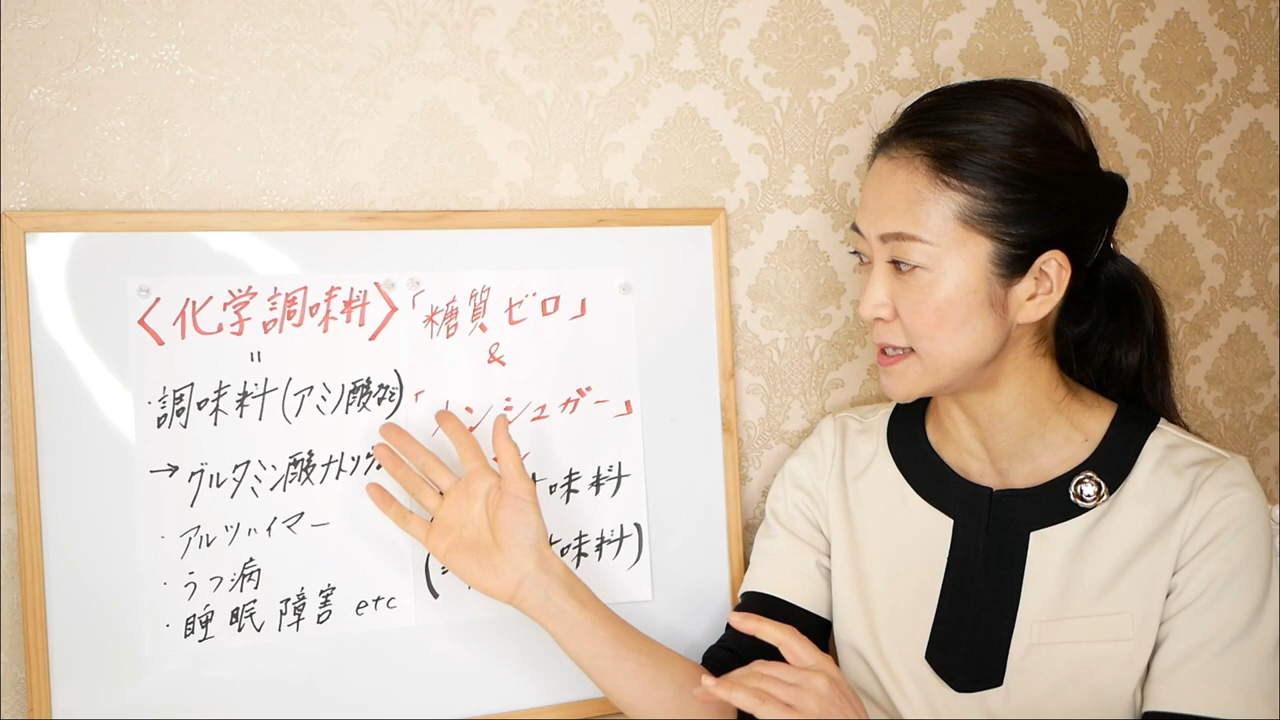 〈化学調味料〉
〃
・調味料(アミノ酸など)
→グルタミン酸ナトリウ
・アルツハイマー
・うつ病
・睡眠障害 etc
「糖質ゼロ」
&
「ノンシュガー」
味料
味料)